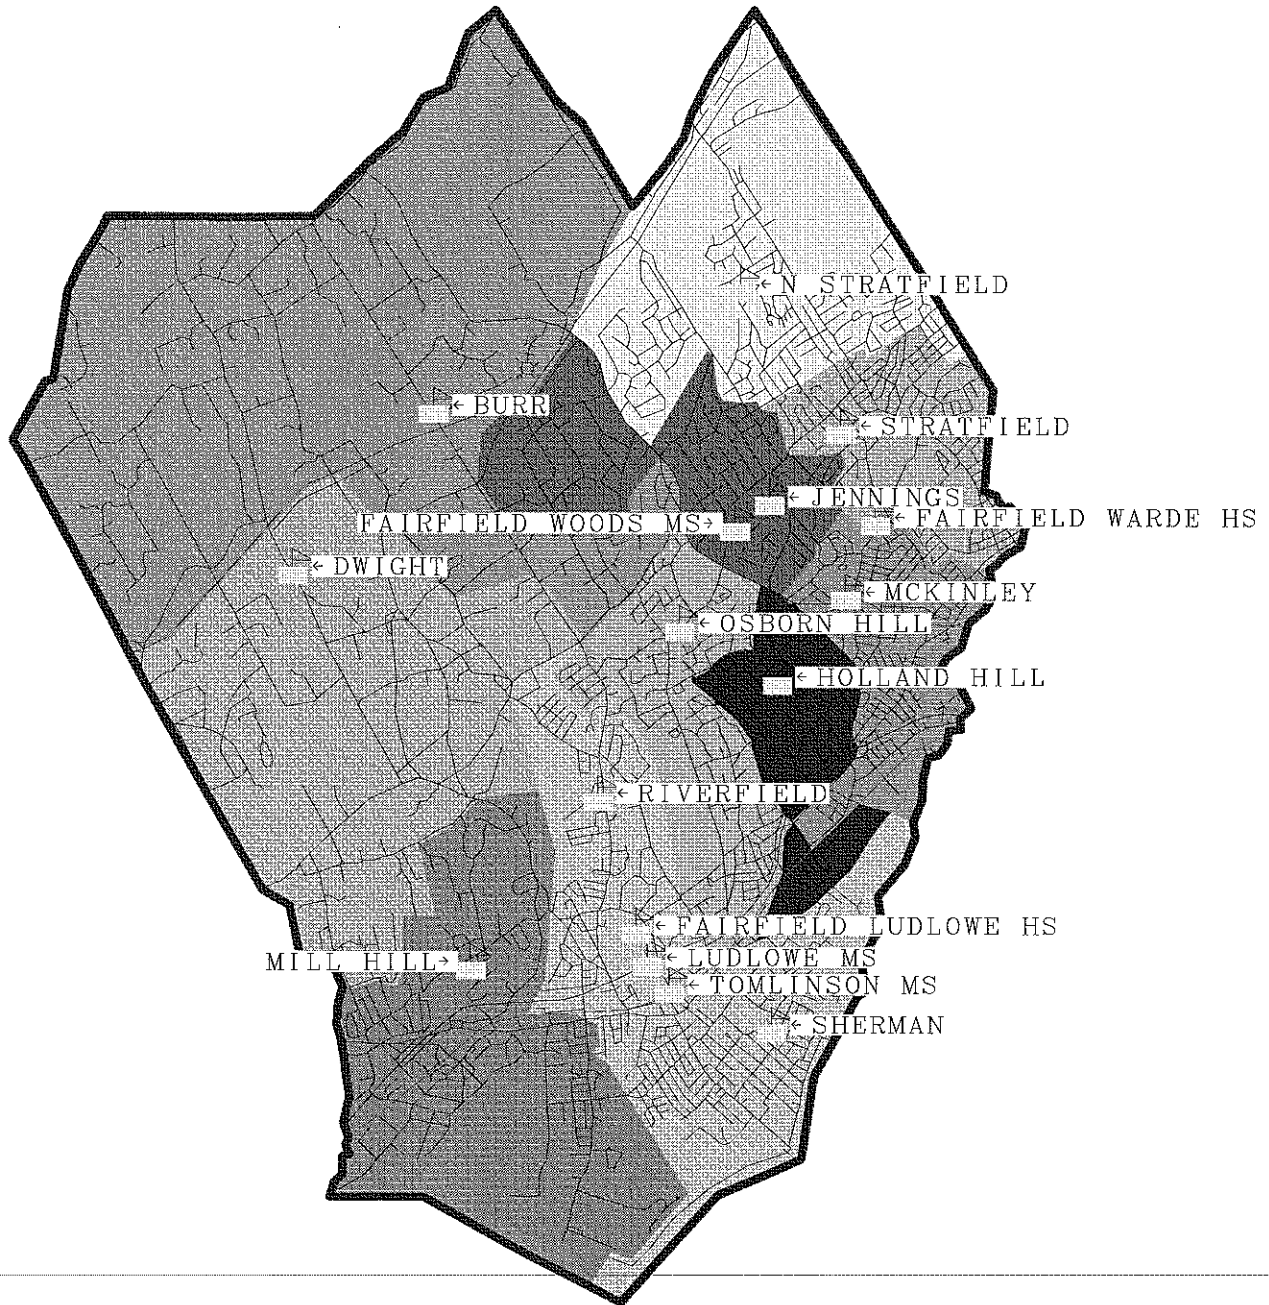 ← N STRATFIELD
← BURR
← STRATFIELD
← JENNINGS
FAIRFIELD WOODS MS→
← FAIRFIELD WARDE HS
← DWIGHT
← MCKINLEY
← OSBORN HILL
← HOLLAND HILL
← RIVERFIELD
← FAIRFIELD LUDLOWE HS
MILL HILL→
← LUDLOWE MS
← TOMLINSON MS
← SHERMAN